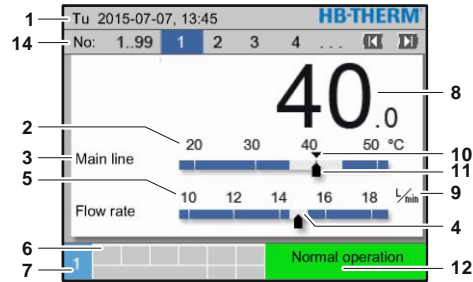 1 Tu 2015-07-07, 13:45 HB-THERM
14 No: 1..99 1 2 3 4 ...
40.0 8
2 20 30 40 50 °C 10
3 Main line 11
5 10 12 14 16 18 L/min 9
Flow rate 4
6
7 1 Normal operation 12